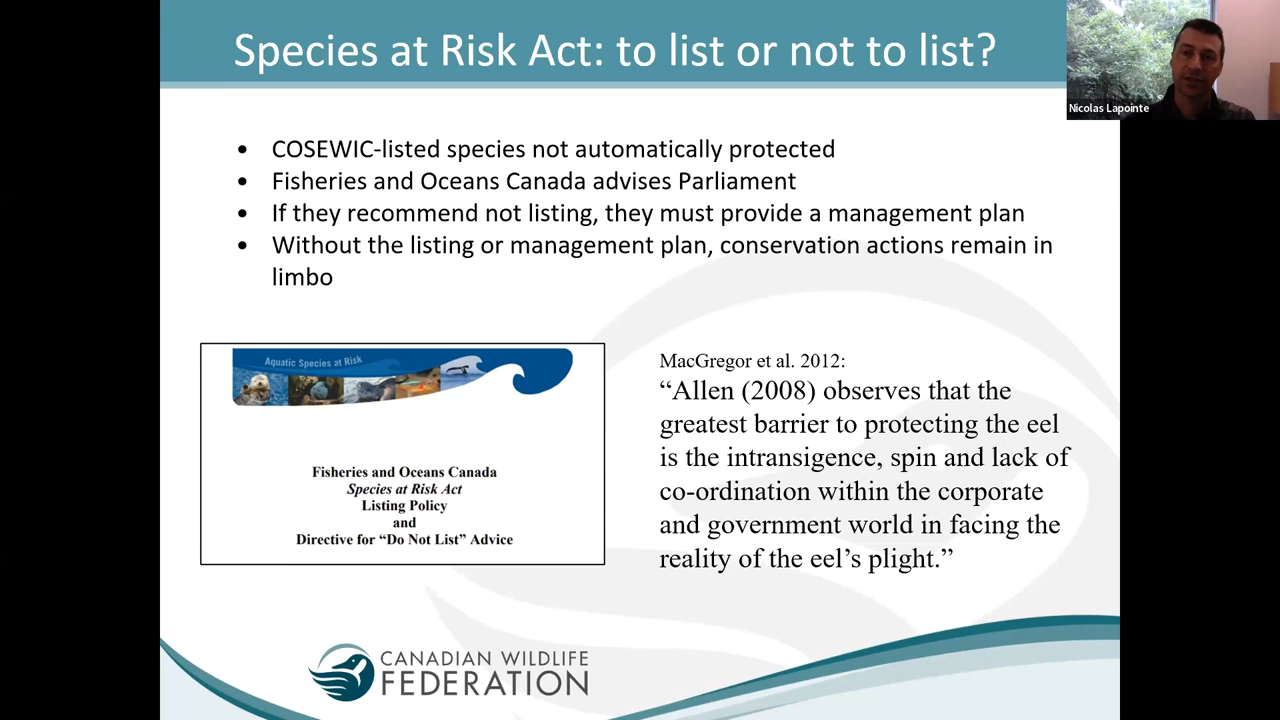 Species at Risk Act: to list or not to list?
Nicolas Lapointe
• COSEWIC-listed species not automatically protected
• Fisheries and Oceans Canada advises Parliament
• If they recommend not listing, they must provide a management plan
• Without the listing or management plan, conservation actions remain in
limbo
Aquatic Species at Risk
Fisheries and Oceans Canada
Species at Risk Act
Listing Policy
and
Directive for “Do Not List” Advice
MacGregor et al. 2012:
“Allen (2008) observes that the
greatest barrier to protecting the eel
is the intransigence, spin and lack of
co-ordination within the corporate
and government world in facing the
reality of the eel’s plight.”
CANADIAN WILDLIFE
FEDERATION